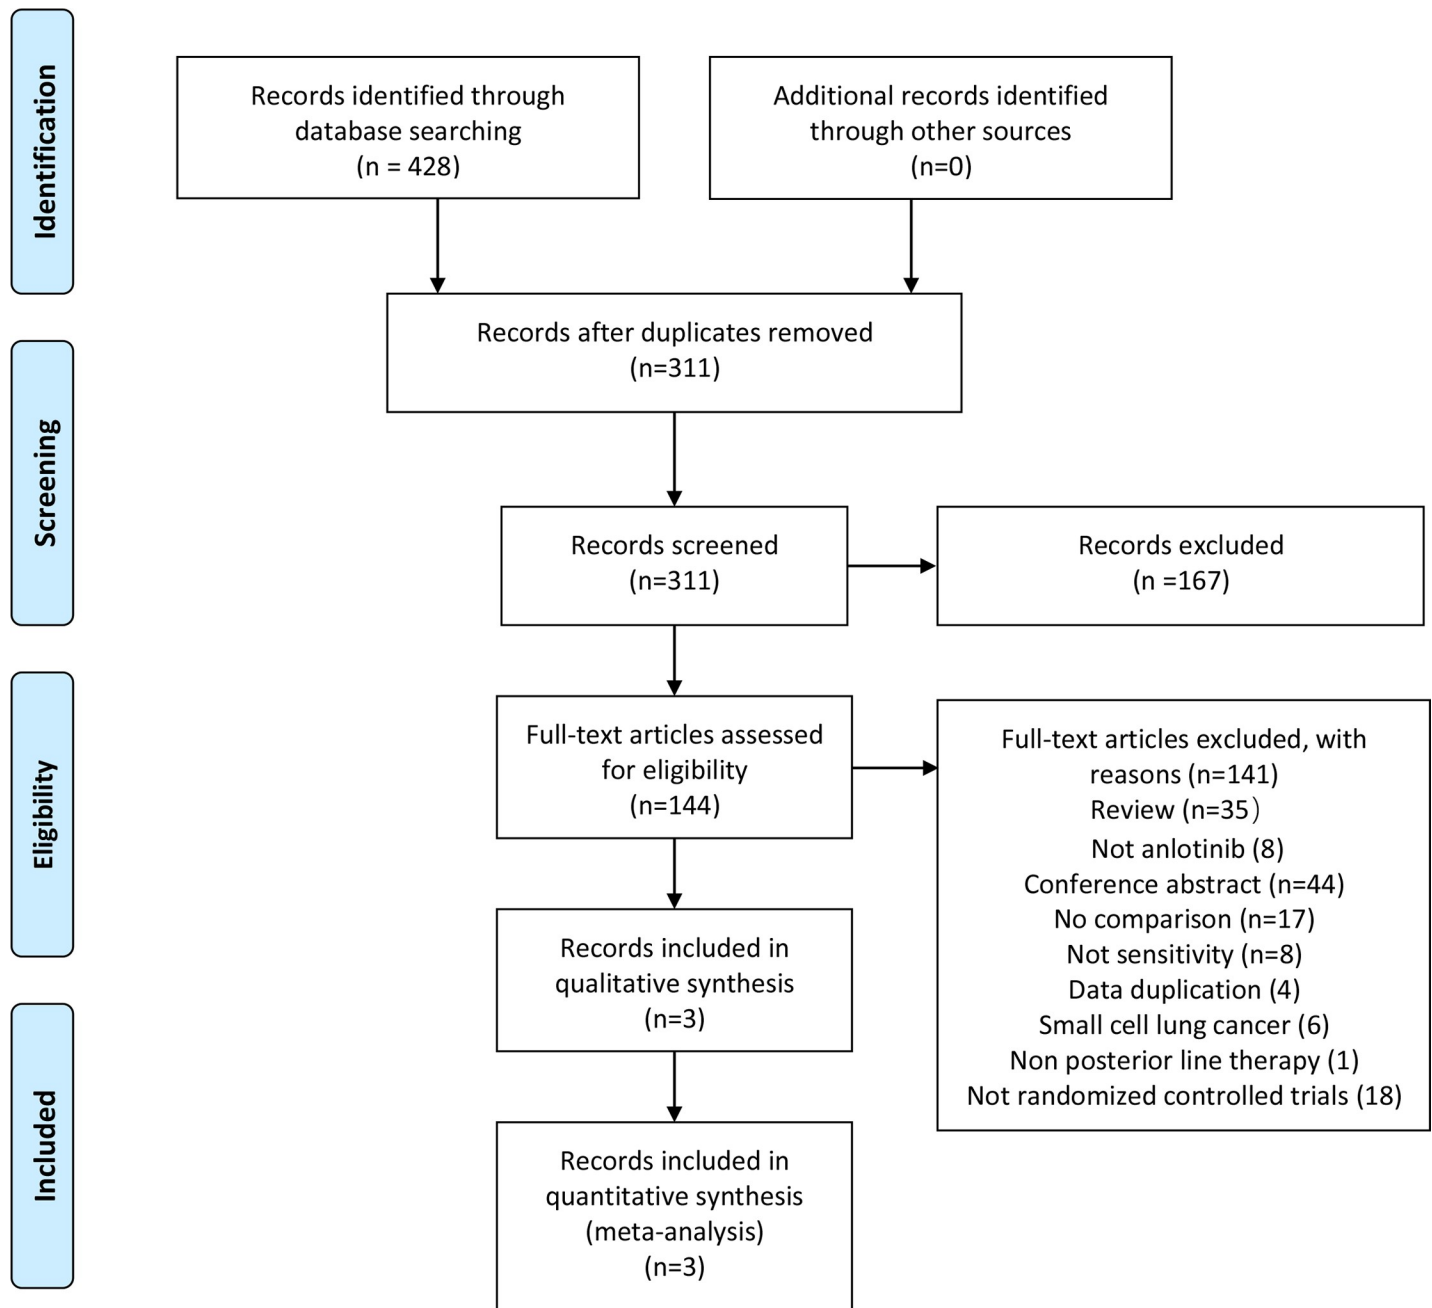 Identification
Records identified through
database searching
(n = 428)
Additional records identified
through other sources
(n=0)
Records after duplicates removed
(n=311)
Screening
Records screened
(n=311)
Records excluded
(n =167)
Eligibility
Full-text articles assessed
for eligibility
(n=144)
Full-text articles excluded, with
reasons (n=141)
Review (n=35）
Not anlotinib (8)
Conference abstract (n=44)
No comparison (n=17)
Not sensitivity (n=8)
Data duplication (4)
Small cell lung cancer (6)
Non posterior line therapy (1)
Not randomized controlled trials (18)
Records included in
qualitative synthesis
(n=3)
Included
Records included in
quantitative synthesis
(meta-analysis)
(n=3)